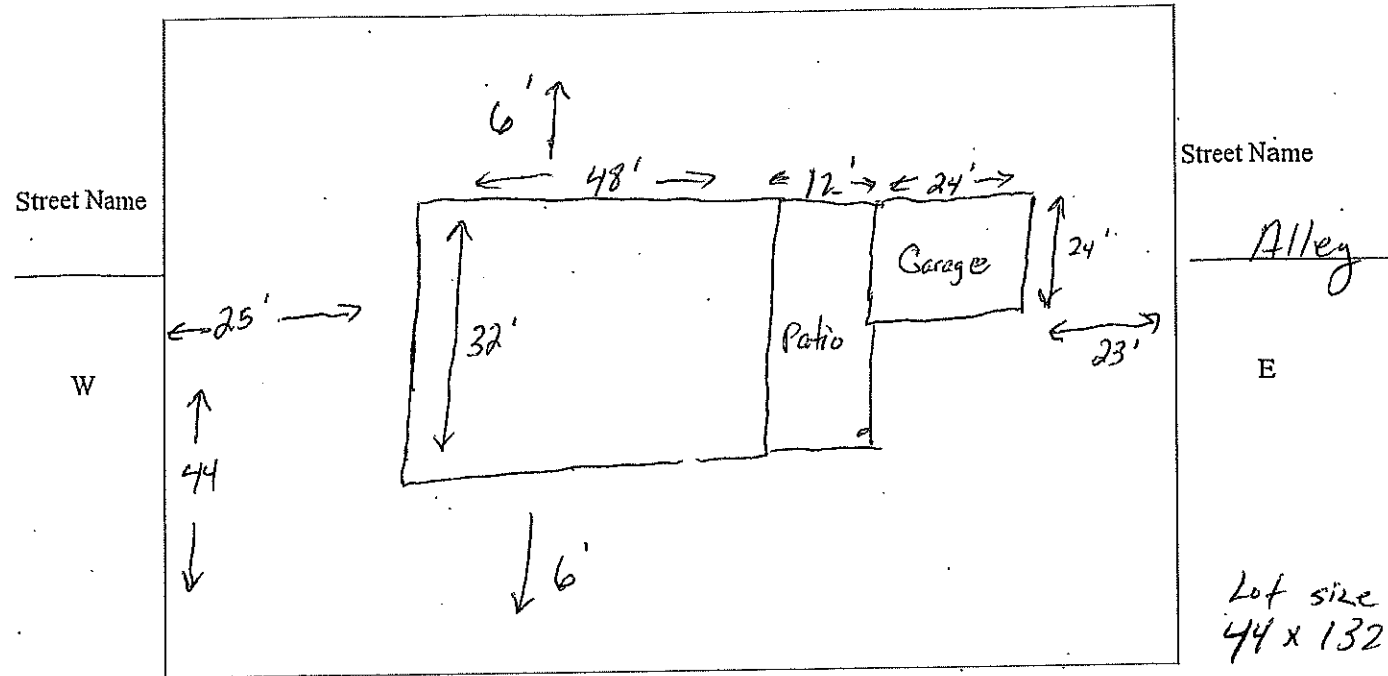 6'
Street Name
48' 12' 24'
Street Name
Alley
Garage
24'
25'
32'
Patio
23'
W
E
44
6'
Lot size
44 x 132